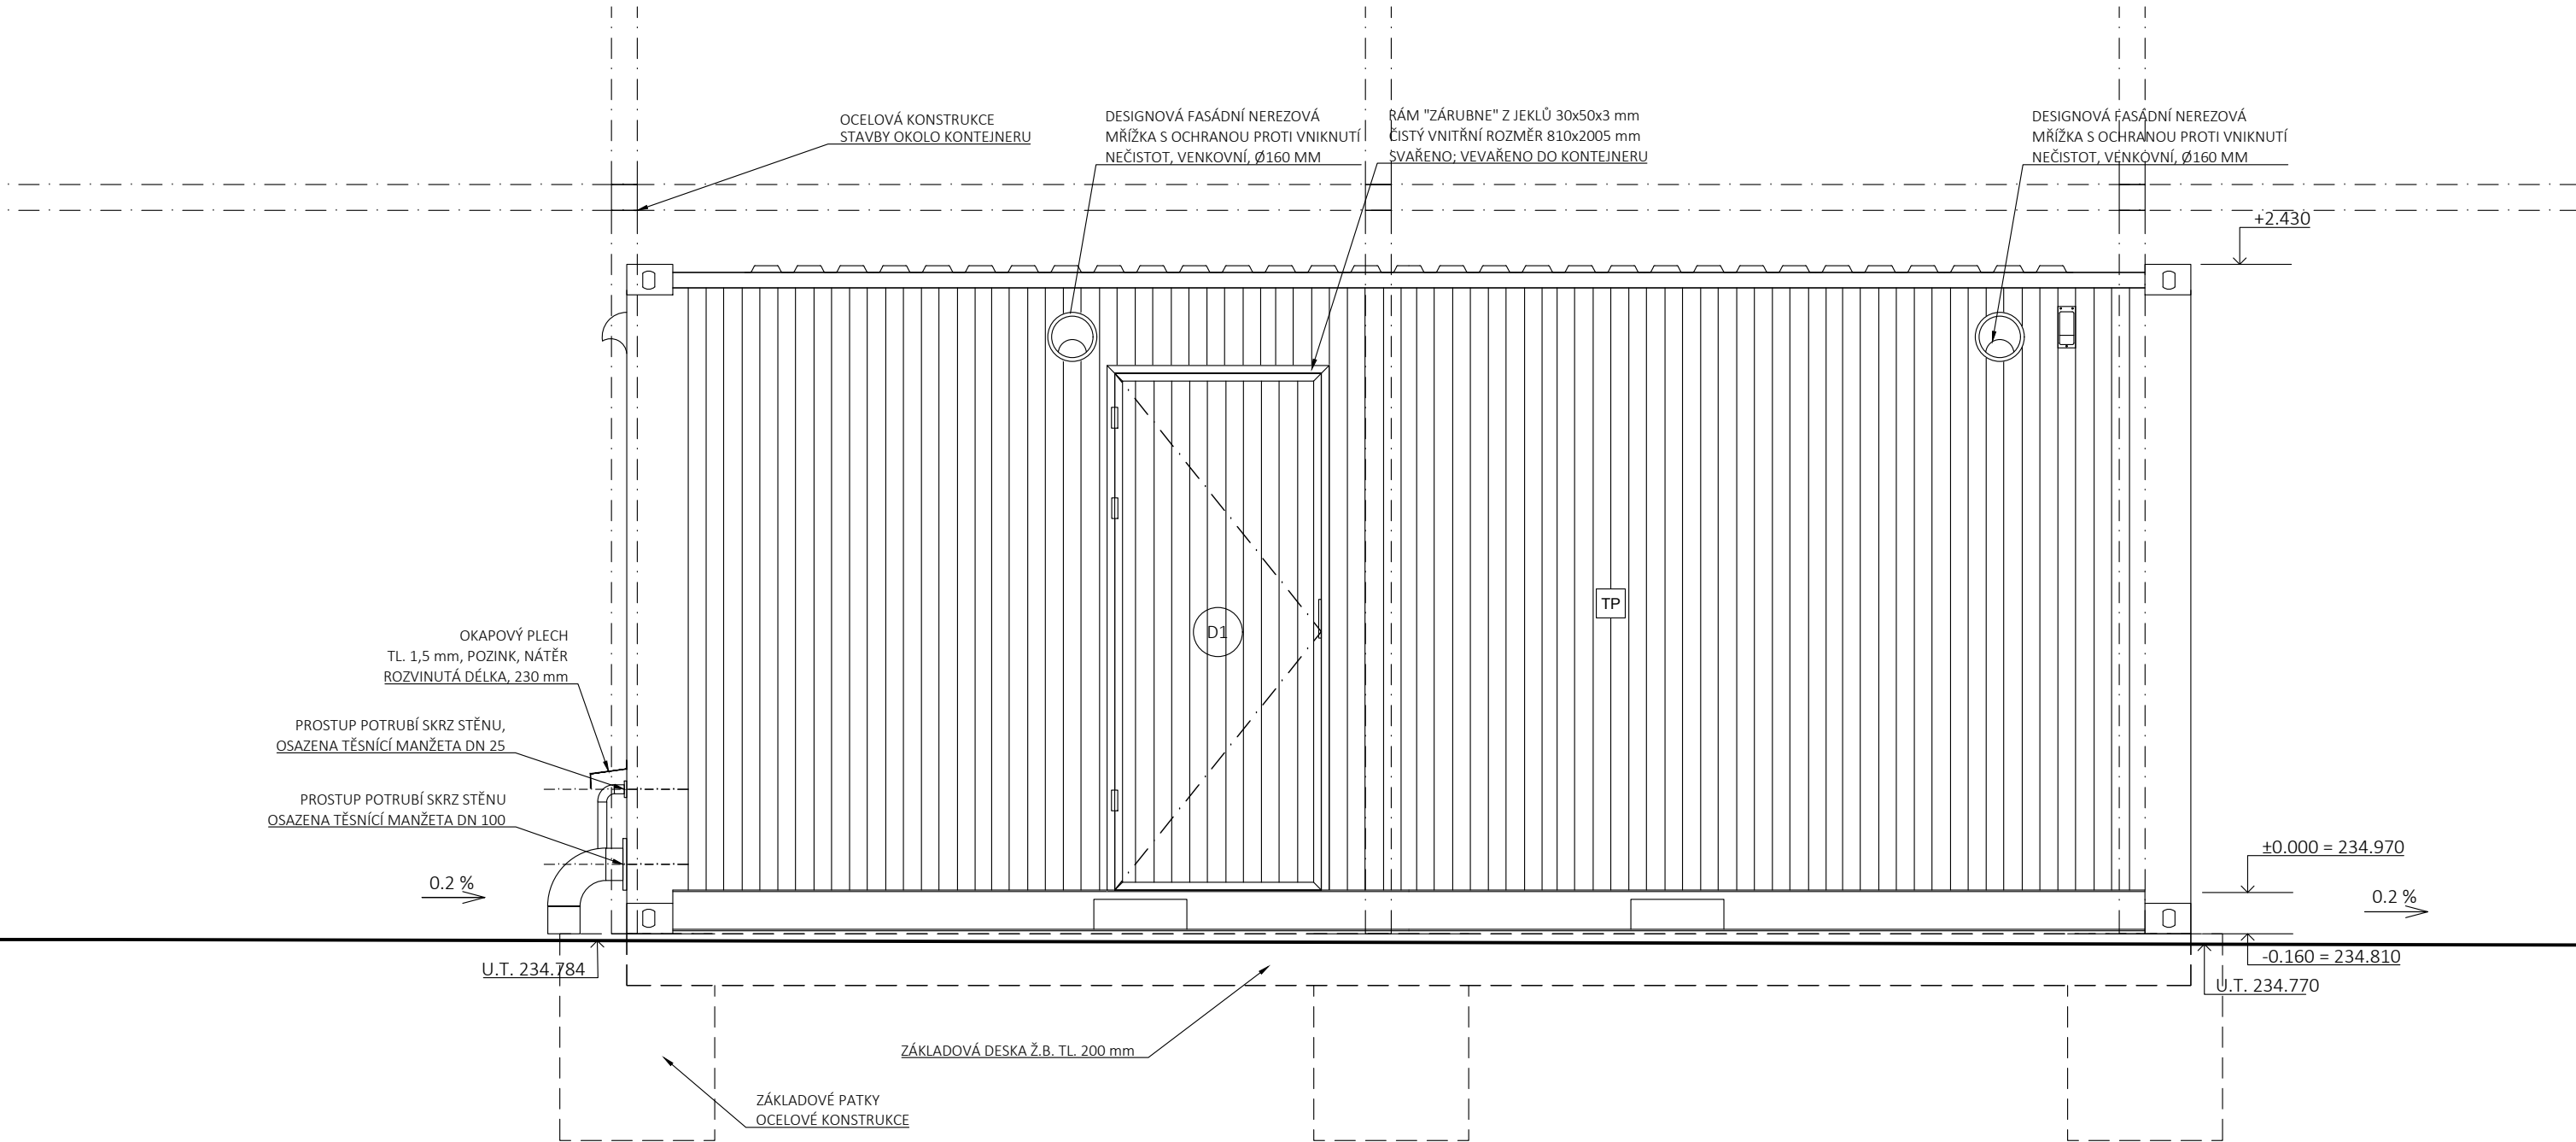 OCELOVÁ KONSTRUKCE
STAVBY OKOLO KONTEJNERU
DESIGNOVÁ FASÁDNÍ NEREZOVÁ
MŘÍŽKA S OCHRANOU PROTI VNIKNUTÍ
NEČISTOT, VENKOVNÍ, Ø160 MM
RÁM "ZÁRUBNE" Z JEKLŮ 30x50x3 mm
ČISTÝ VNITŘNÍ ROZMĚR 810x2005 mm
SVAŘENO; VEVAŘENO DO KONTEJNERU
DESIGNOVÁ FASÁDNÍ NEREZOVÁ
MŘÍŽKA S OCHRANOU PROTI VNIKNUTÍ
NEČISTOT, VENKOVNÍ, Ø160 MM
+2.430
TP
D1
OKAPOVÝ PLECH
TL. 1,5 mm, POZINK, NÁTĚR
ROZVINUTÁ DÉLKA, 230 mm
PROSTUP POTRUBÍ SKRZ STĚNU,
OSAZENA TĚSNÍCÍ MANŽETA DN 25
PROSTUP POTRUBÍ SKRZ STĚNU
OSAZENA TĚSNÍCÍ MANŽETA DN 100
0.2 %
±0.000 = 234.970
0.2 %
U.T. 234.784
-0.160 = 234.810
U.T. 234.770
ZÁKLADOVÁ DESKA Ž.B. TL. 200 mm
ZÁKLADOVÉ PATKY
OCELOVÉ KONSTRUKCE